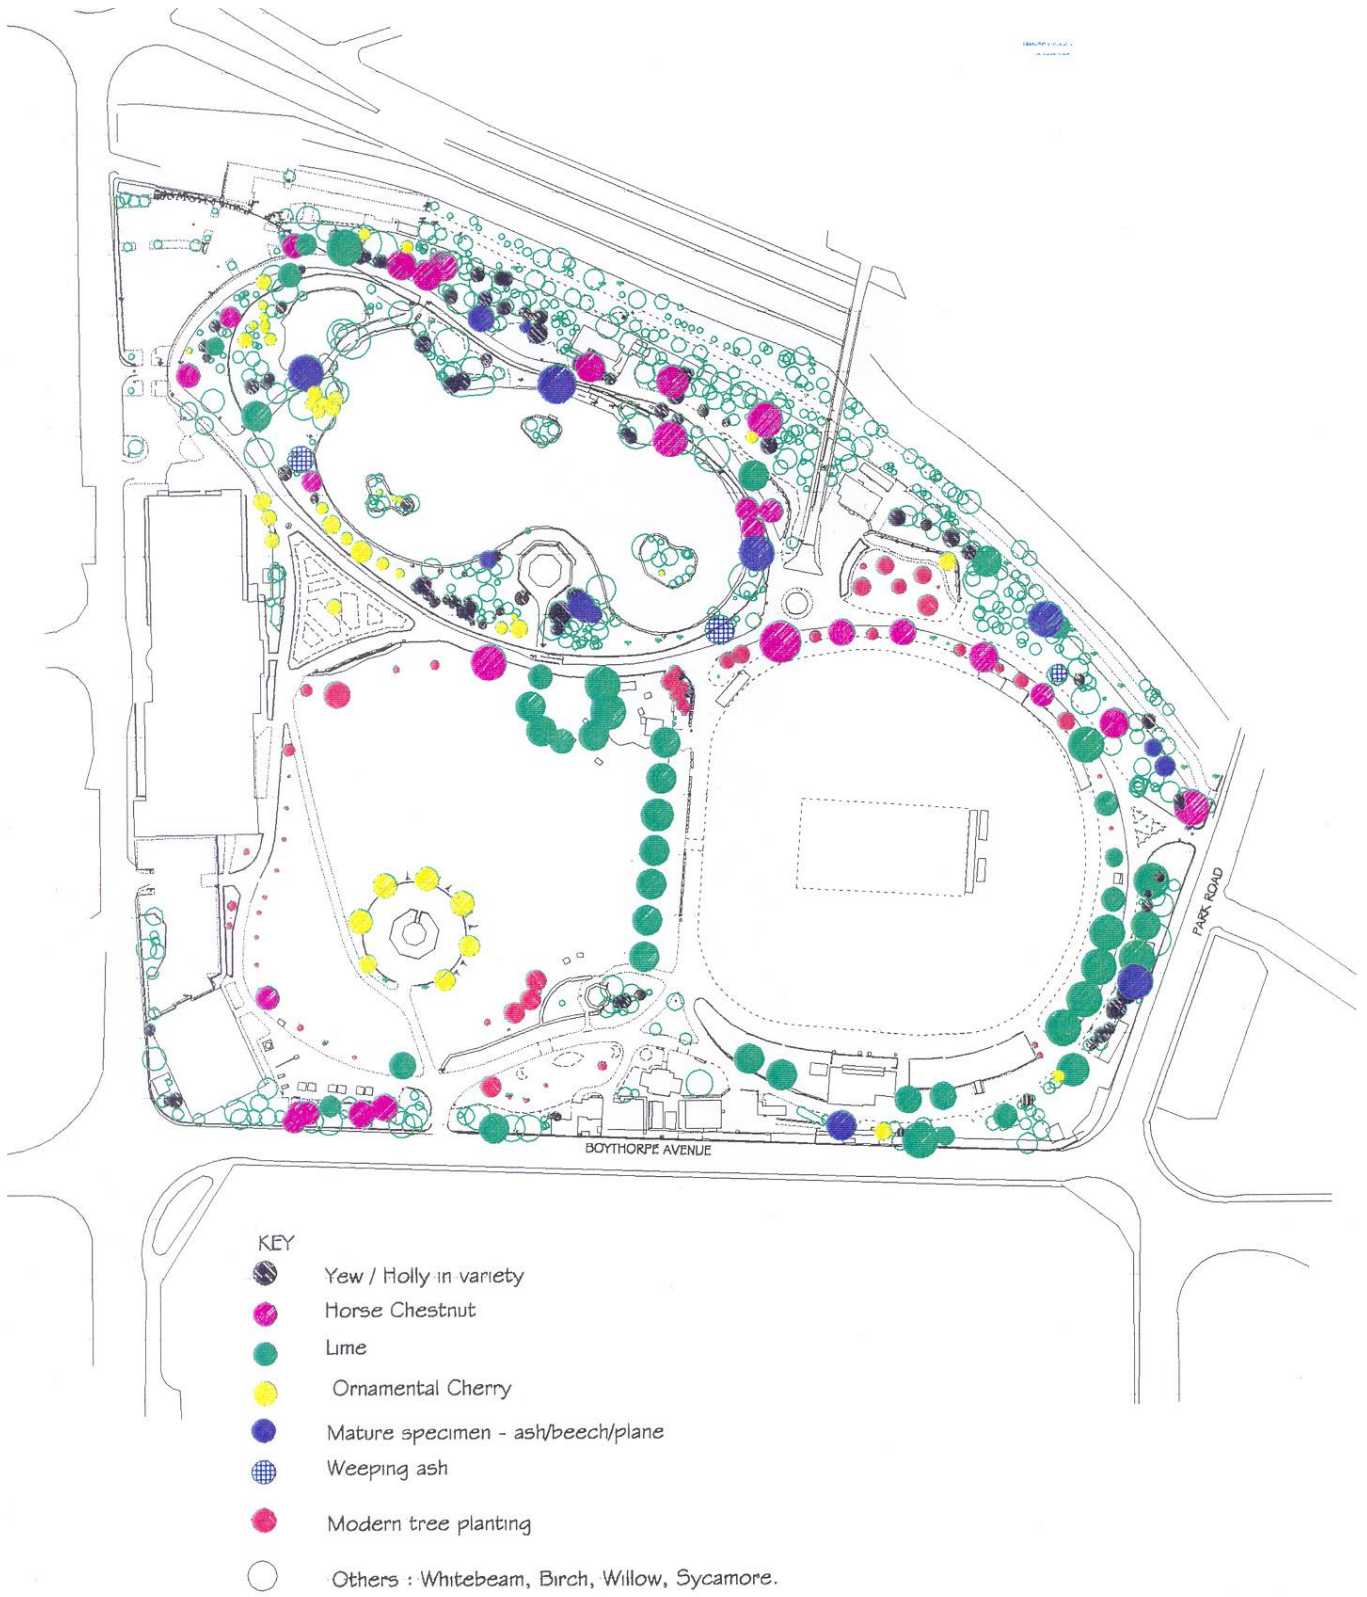 PARK ROAD
BOYTHORPE AVENUE
KEY
Yew / Holly in variety
Horse Chestnut
Lime
Ornamental Cherry
Mature specimen - ash/beech/plane
Weeping ash
Modern tree planting
Others : Whitebeam, Birch, Willow, Sycamore.